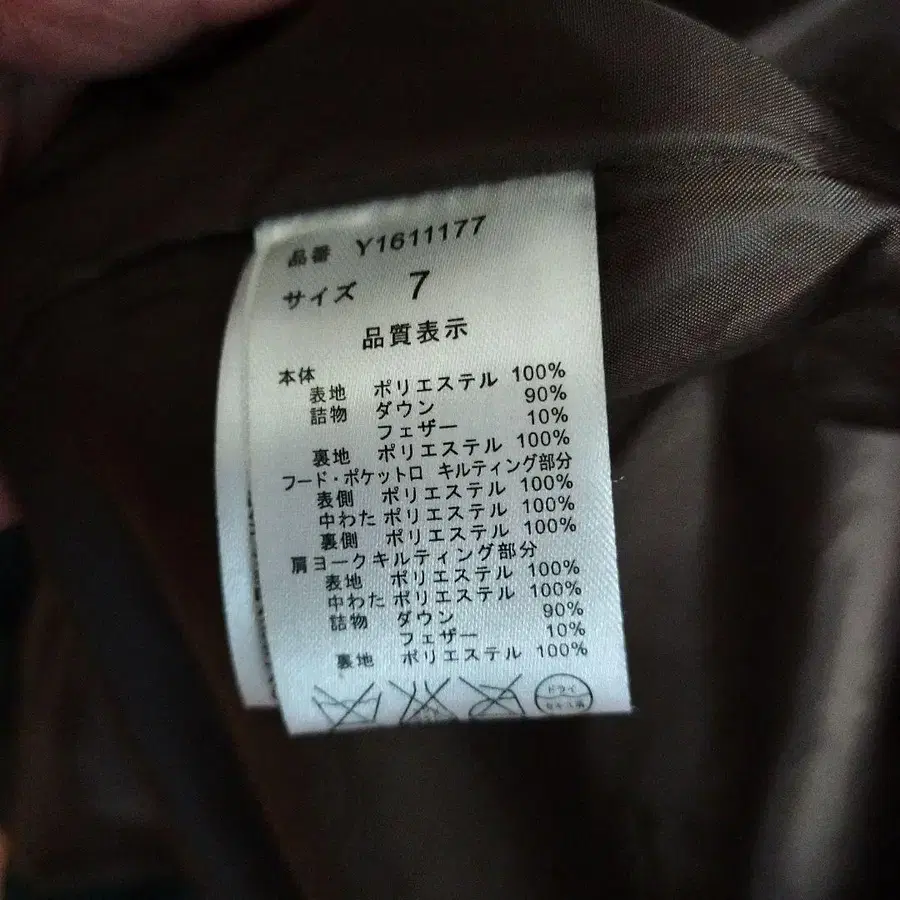 品番 Y1611177
サイズ 7
品質表示
本体
表地 ポリエステル 100%
詰物 ダウン 90%
フェザー 10%
裏地 ポリエステル 100%
フード・ポケット口 キルティング部分
表側 ポリエステル 100%
中わた ポリエステル 100%
裏側 ポリエステル 100%
肩ヨークキルティング部分
表地 ポリエステル 100%
中わた ポリエステル 100%
詰物 ダウン 90%
フェザー 10%
裏地 ポリエステル 100%
ドライ